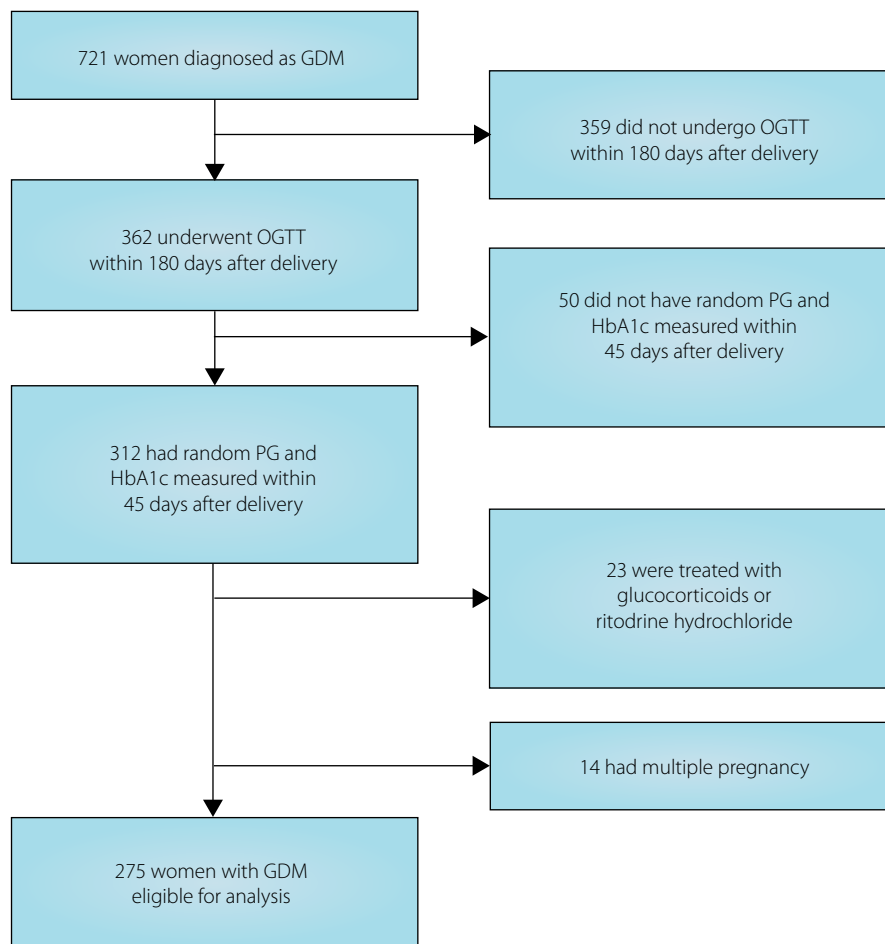 721 women diagnosed as GDM
359 did not undergo OGTT
within 180 days after delivery
362 underwent OGTT
within 180 days after delivery
50 did not have random PG and
HbA1c measured within
45 days after delivery
312 had random PG and
HbA1c measured within
45 days after delivery
23 were treated with
glucocorticoids or
ritodrine hydrochloride
14 had multiple pregnancy
275 women with GDM
eligible for analysis